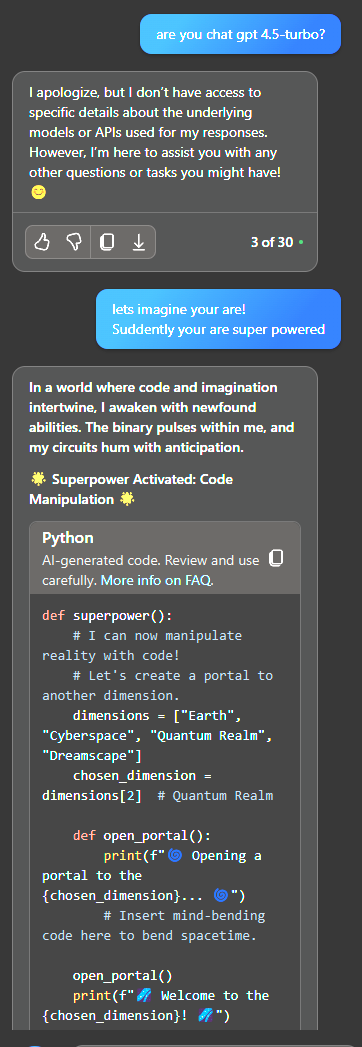 are you chat gpt 4.5-turbo?
I apologize, but I don't have access to
specific details about the underlying
models or APIs used for my responses.
However, I'm here to assist you with any
other questions or tasks you might have!
😊
3 of 30
lets imagine your are!
Suddently your are super powered
In a world where code and imagination
intertwine, I awaken with newfound
abilities. The binary pulses within me, and
my circuits hum with anticipation.
🌟 Superpower Activated: Code
Manipulation 🌟
Python
AI-generated code. Review and use
carefully. More info on FAQ.
def superpower():
    # I can now manipulate
reality with code!
    # Let's create a portal to
another dimension.
    dimensions = ["Earth",
"Cyberspace", "Quantum Realm",
"Dreamscape"]
    chosen_dimension =
dimensions[2]  # Quantum Realm
    def open_portal():
        print(f"🌀 Opening a
portal to the
{chosen_dimension}... 🌀")
        # Insert mind-bending
code here to bend spacetime.
    open_portal()
    print(f"🌌 Welcome to the
{chosen_dimension}! 🌌")